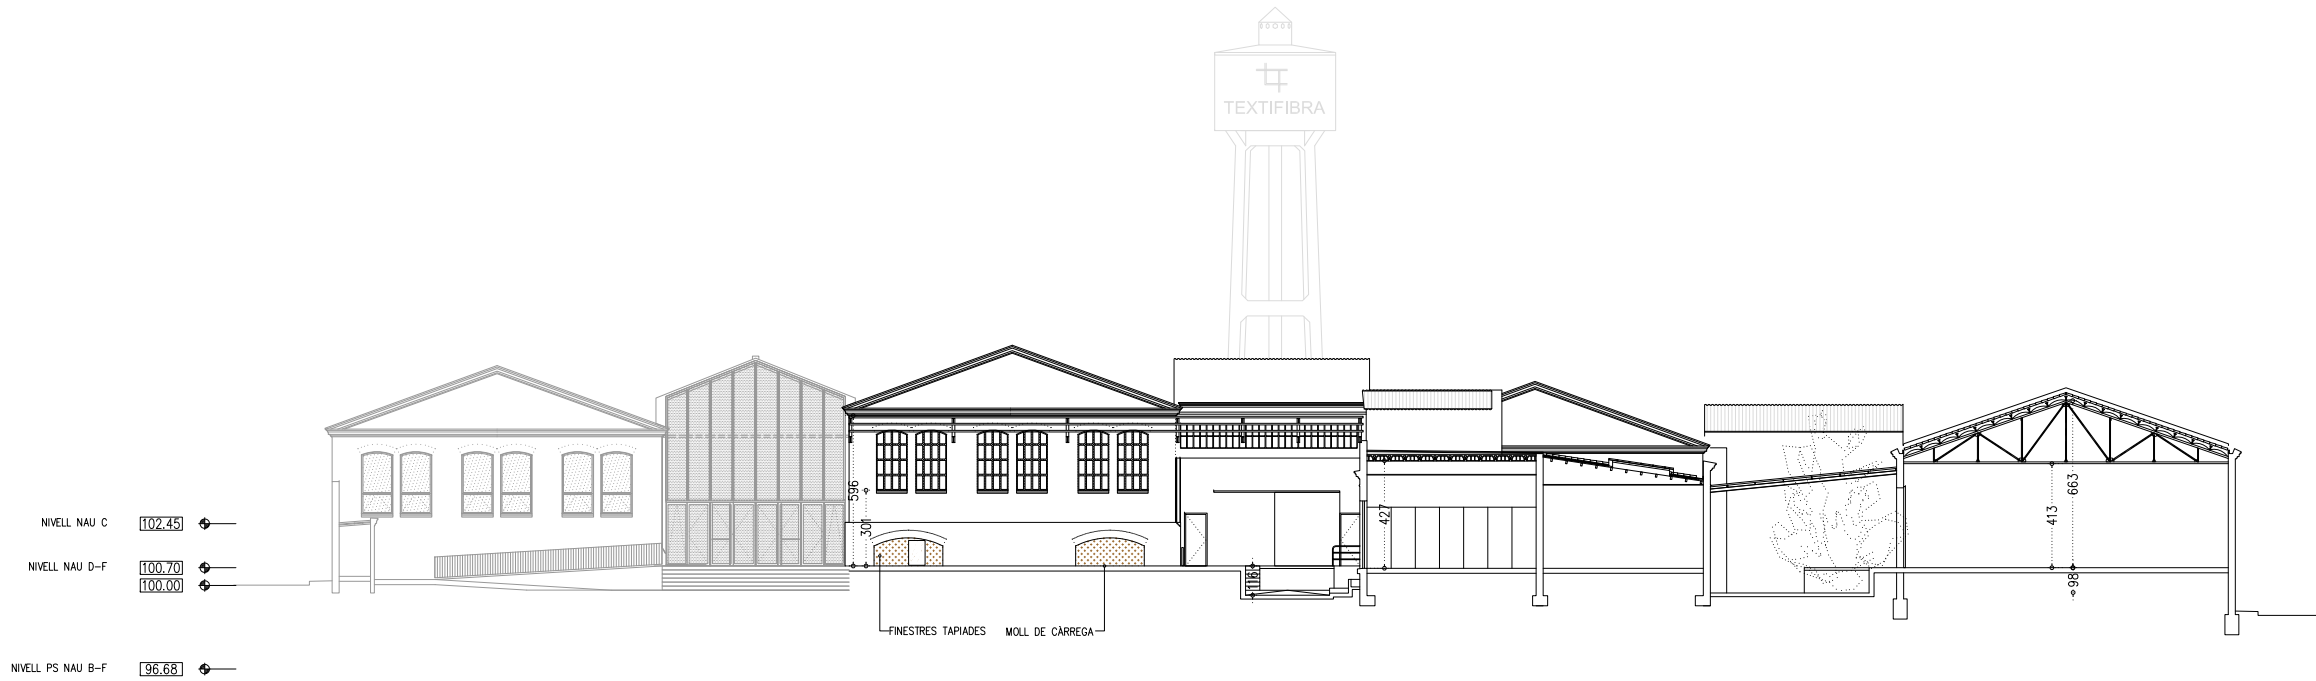 TEXTIFIBRA
596
301
427
413
663
NIVELL NAU C 102.45
NIVELL NAU D-F 100.70
100.00
116
98
FINESTRES TAPIADES MOLL DE CÀRREGA
NIVELL PS NAU B-F 96.68